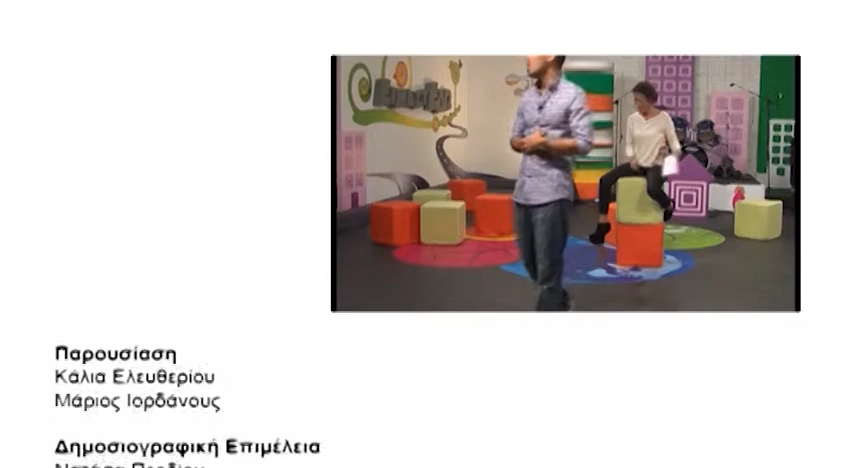 Παρουσίαση
Κάλια Ελευθερίου
Μάριος Ιορδάνους
Δημοσιογραφική Επιμέλεια